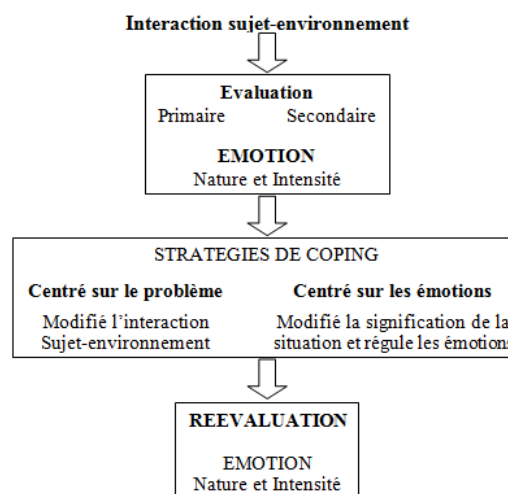 Interaction sujet-environnement
Evaluation
Primaire Secondaire
EMOTION
Nature et Intensité
STRATEGIES DE COPING
Centré sur le problème Centré sur les émotions
Modifié l'interaction Modifié la signification de la
Sujet-environnement situation et régule les émotions
REEVALUATION
EMOTION
Nature et Intensité